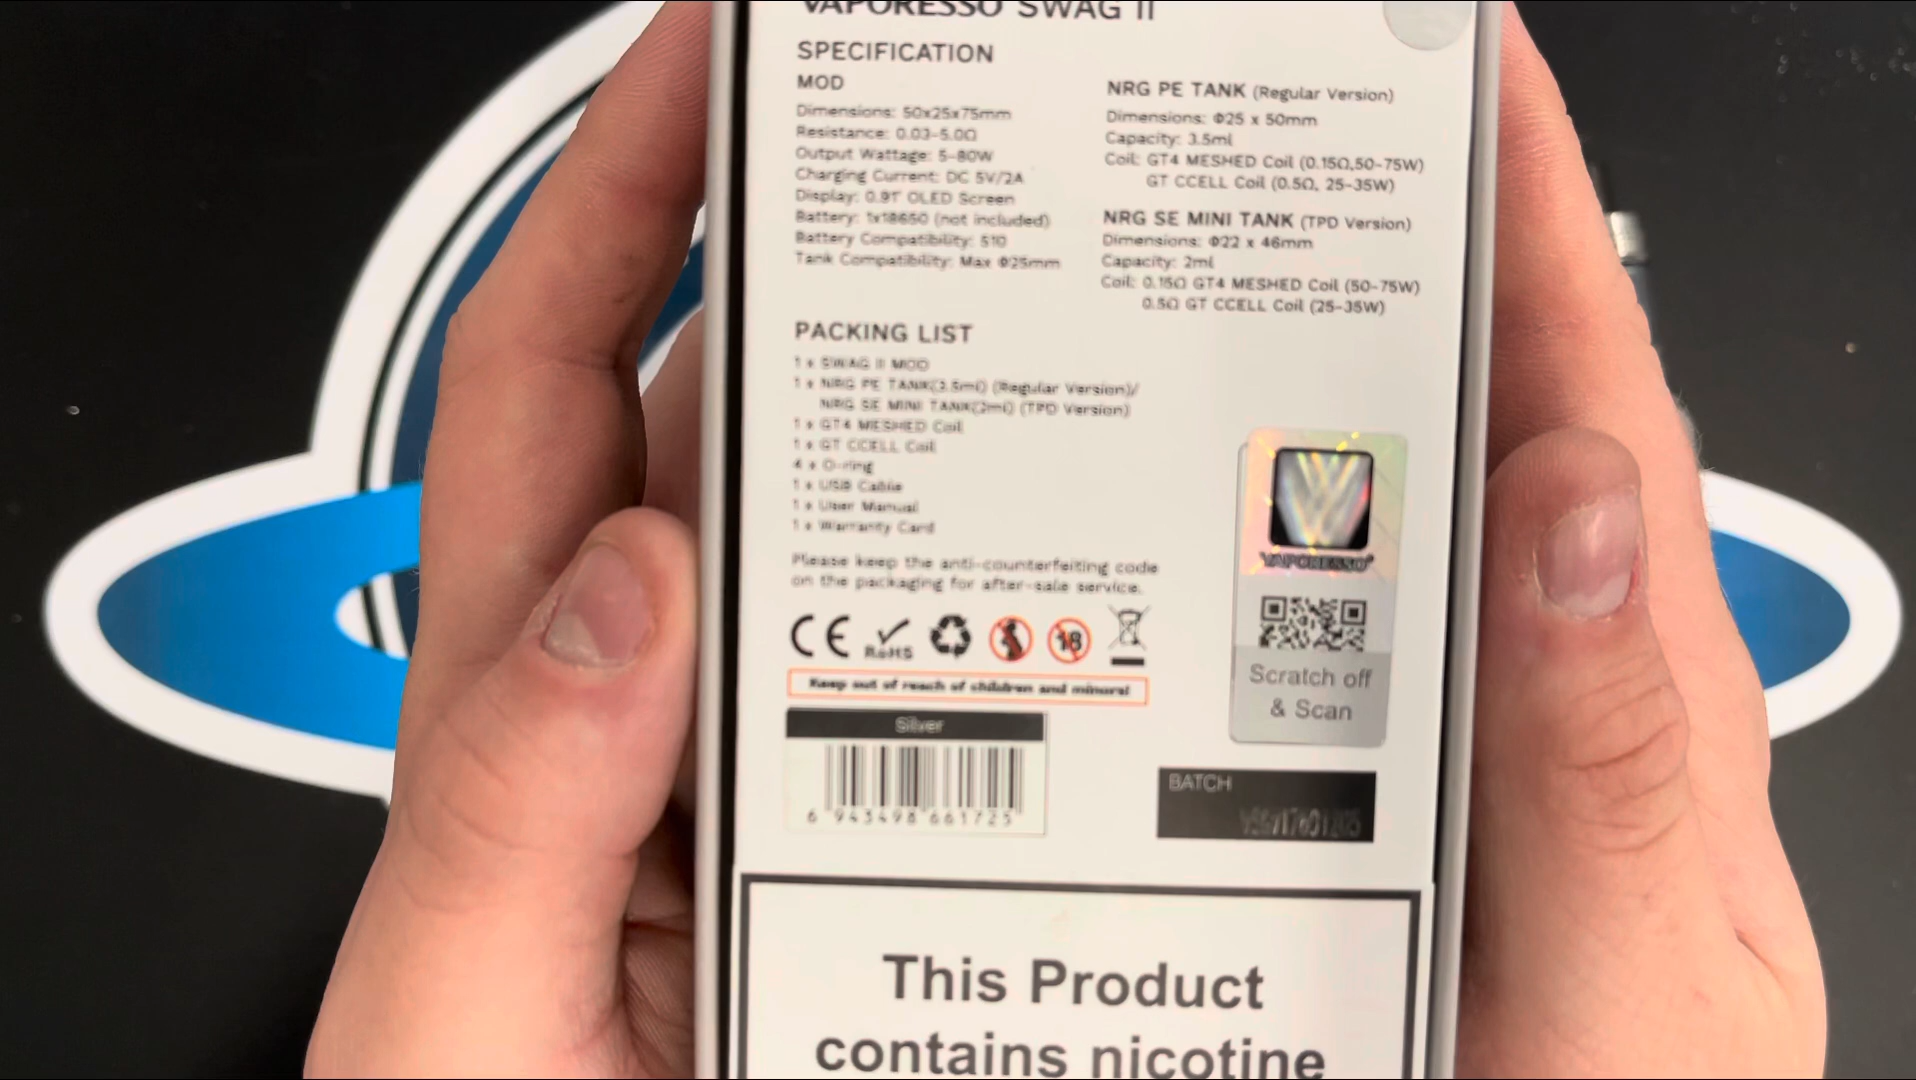 VAPORESSO SWAG II
SPECIFICATION
MOD
Dimensions: 50x25x75mm
Resistance: 0.03-5.0Ω
Output Wattage: 5-80W
Charging Current: DC 5V/2A
Display: 0.91" OLED Screen
Battery: 1x18650 (not included)
Battery Compatibility: 510
Tank Compatibility: Max Φ25mm
NRG PE TANK (Regular Version)
Dimensions: Φ25 x 50mm
Capacity: 3.5ml
Coil: GT4 MESHED Coil (0.15Ω,50-75W)
GT CCELL Coil (0.5Ω, 25-35W)
NRG SE MINI TANK (TPD Version)
Dimensions: Φ22 x 46mm
Capacity: 2ml
Coil: 0.15Ω GT4 MESHED Coil (50-75W)
0.5Ω GT CCELL Coil (25-35W)
PACKING LIST
1 x SWAG II MOD
1 x NRG PE TANK(3.5ml) (Regular Version)/
NRG SE MINI TANK(2ml) (TPD Version)
1 x GT4 MESHED Coil
1 x GT CCELL Coil
4 x O-ring
1 x USB Cable
1 x User Manual
1 x Warranty Card
Please keep the anti-counterfeiting code
on the packaging for after-sale service.
CE RoHS 18
Keep out of reach of children and minors!
VAPORESSO
Scratch off
& Scan
Silver
6 943498 661725
BATCH
This Product
contains nicotine